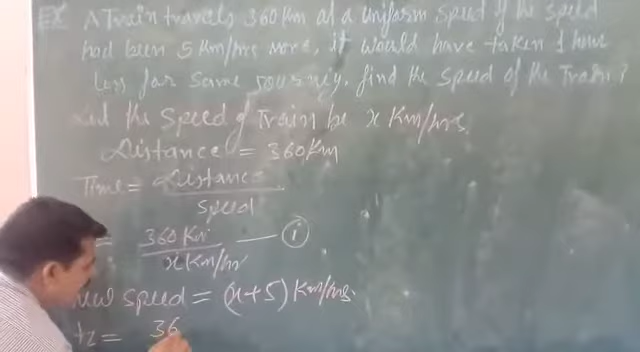 EX A Train travels 360 Km at a uniform speed if the speed
had been 5 Km/hrs more, it would have taken 1 hour
less for same Journey. find the speed of the Train?
Let the speed of Train be x Km/hrs.
Distance = 360 Km
Time = Distance
speed
= 360 Km — (i)
x Km/hr
new speed = (x+5) Km/hrs.
t2 = 36